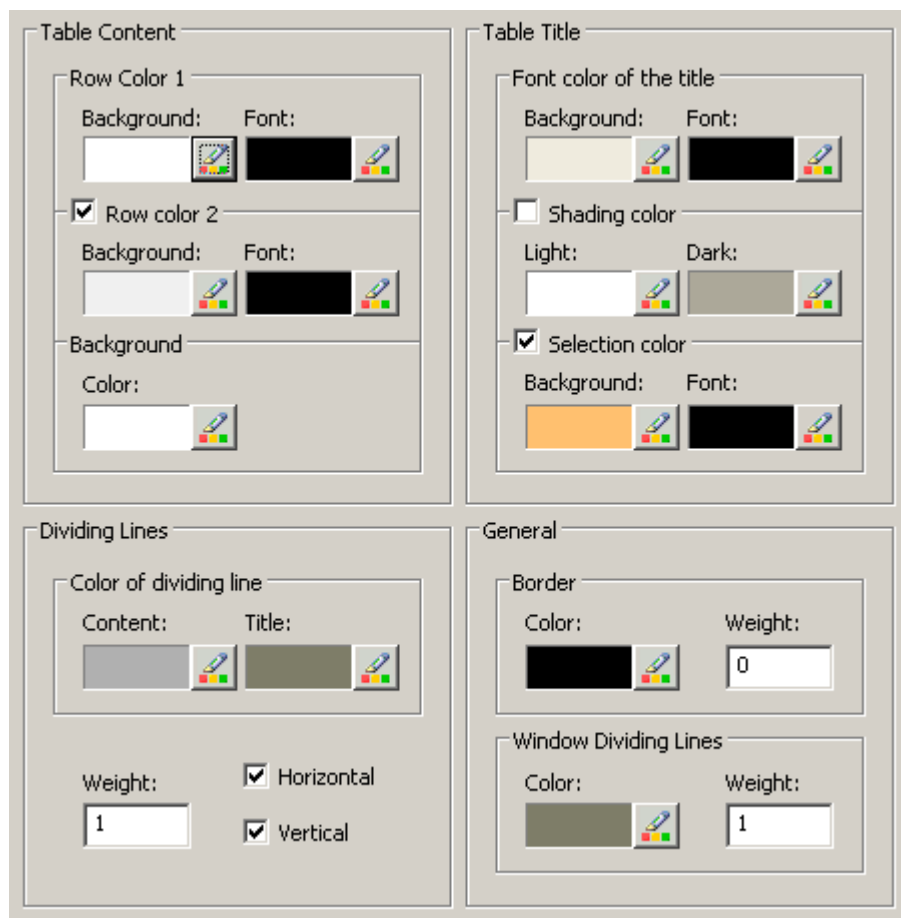 Table Content
Row Color 1
Background: Font:
Row color 2
Background: Font:
Background
Color:
Table Title
Font color of the title
Background: Font:
Shading color
Light: Dark:
Selection color
Background: Font:
Dividing Lines
Color of dividing line
Content: Title:
Weight:
1
Horizontal
Vertical
General
Border
Color: Weight:
0
Window Dividing Lines
Color: Weight:
1